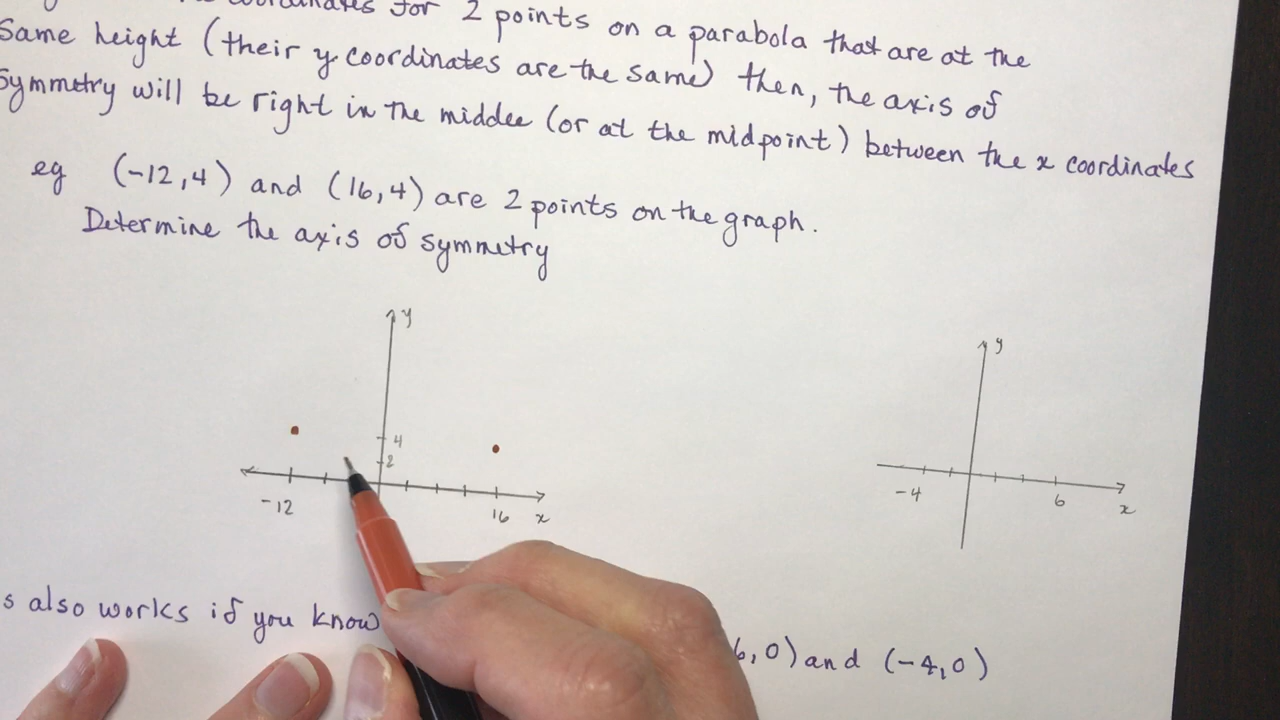 coordinates for 2 points on a parabola that are at the
Same height (their y coordinates are the same) then, the axis of
Symmetry will be right in the middle (or at the midpoint) between the x coordinates
eg (-12,4) and (16,4) are 2 points on the graph.
Determine the axis of symmetry
y
4
2
-12
16
x
y
-4
6
x
s also works if you know
6,0) and (-4,0)